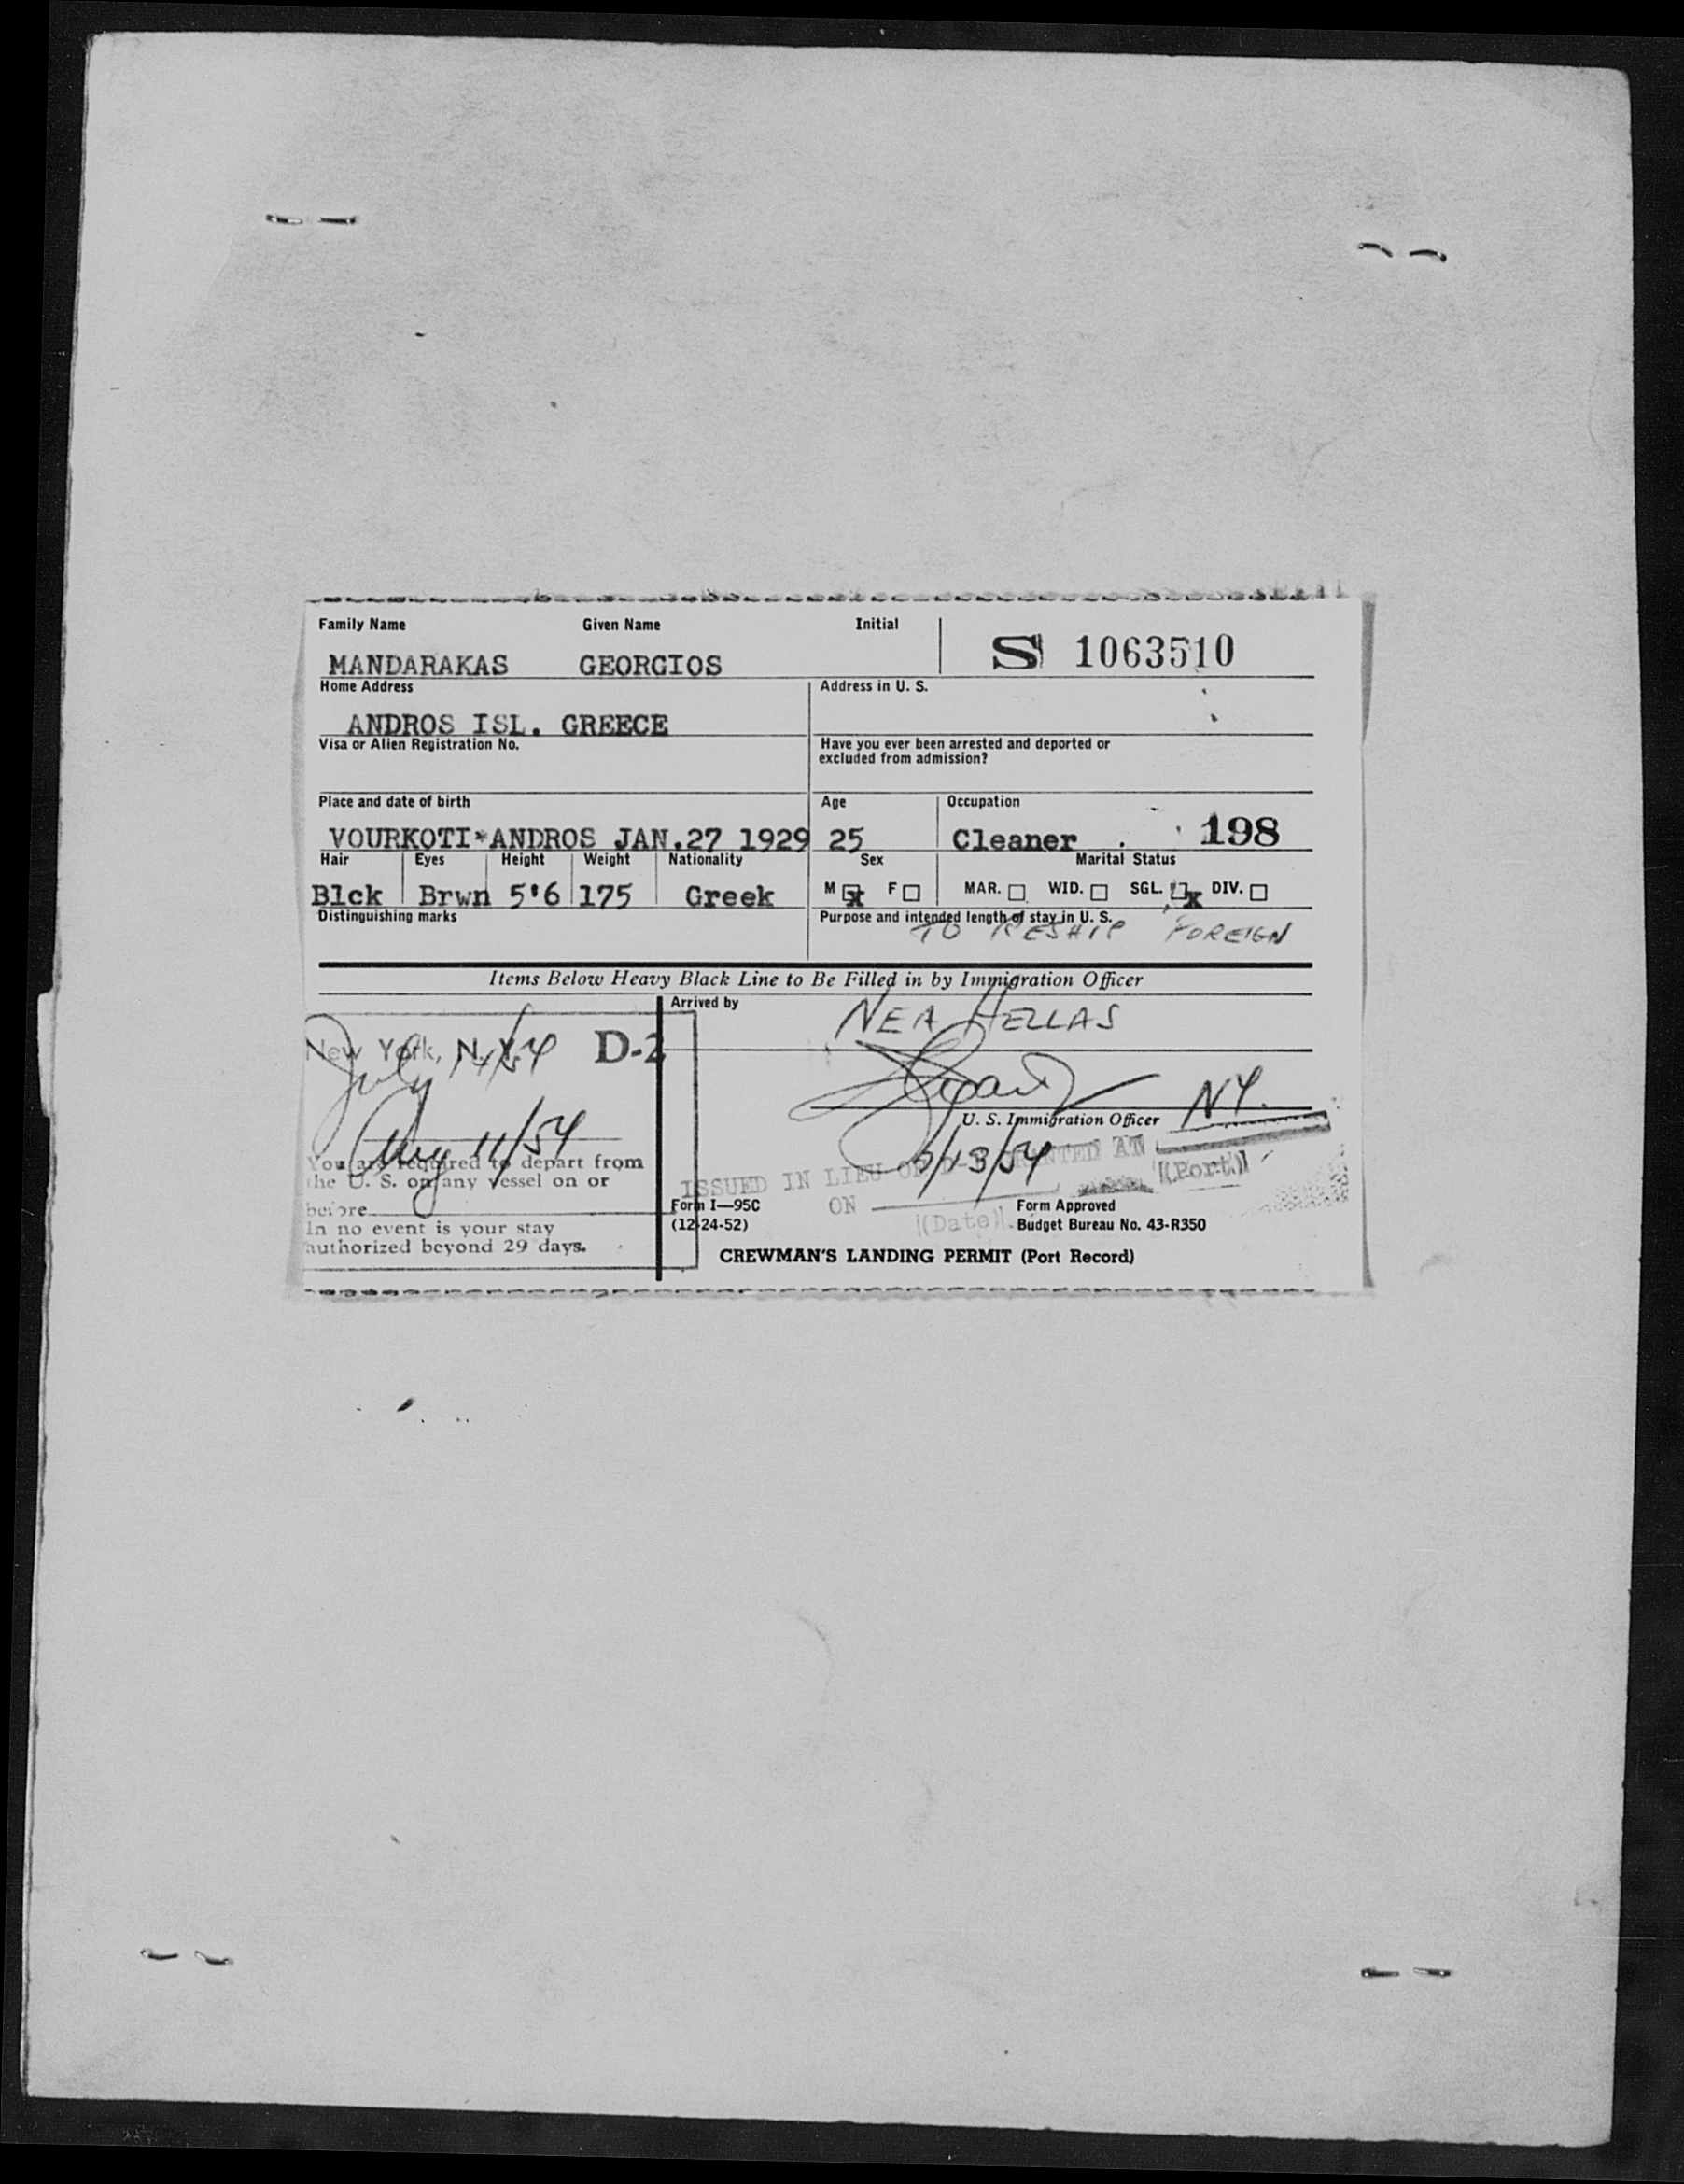 Family Name Given Name Initial
S 1063510
MANDARAKAS GEORGIOS
Home Address Address in U. S.
ANDROS ISL. GREECE
Visa or Alien Registration No. Have you ever been arrested and deported or
excluded from admission?
Place and date of birth Age Occupation
VOURKOTI*ANDROS JAN.27 1929 25 Cleaner 198
Hair Eyes Height Weight Nationality Sex Marital Status
Blck Brwn 5'6 175 Greek M x F MAR. WID. SGL. x DIV.
Distinguishing marks Purpose and intended length of stay in U. S.
TO RESHIP FOREIGN
Items Below Heavy Black Line to Be Filled in by Immigration Officer
Arrived by
NEA HELLAS
New York, N.Y. D-2
July 14/54
NY.
U. S. Immigration Officer
Aug 11/54
You are required to depart from
the U. S. on any vessel on or
before
In no event is your stay
authorized beyond 29 days.
ISSUED IN LIEU OF GRANTED AT
7/13/54
(Port)
ON
(Date)
Form I—95C Form Approved
(12-24-52) Budget Bureau No. 43-R350
CREWMAN'S LANDING PERMIT (Port Record)